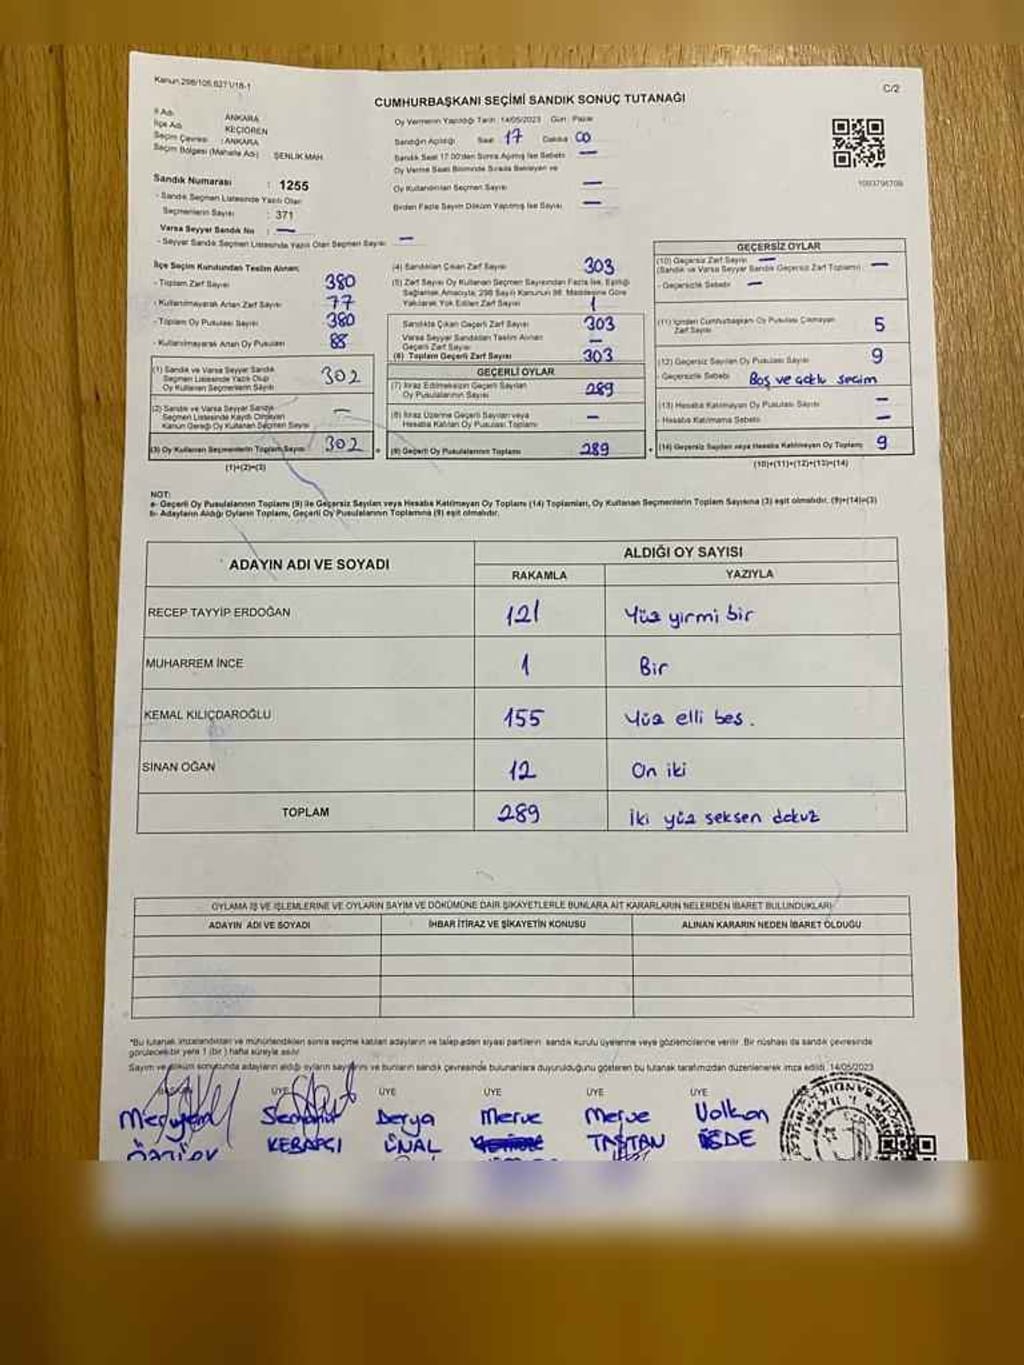 Kanun.298/105,6271/18-1
C/2
CUMHURBAŞKANI SEÇİMİ SANDIK SONUÇ TUTANAĞI
İl Adı ANKARA
İlçe Adı KEÇİÖREN
Seçim Çevresi : ANKARA
Seçim Bölgesi (Mahalle Adı) ŞENLİK MAH.
Sandık Numarası : 1255
- Sandık Seçmen Listesinde Yazılı Olan
Seçmenlerin Sayısı : 371
Varsa Seyyar Sandık No : —
- Seyyar Sandık Seçmen Listesinde Yazılı Olan Seçmen Sayısı —
Oy Vermenin Yapıldığı Tarih :14/05/2023 Gün : Pazar
Sandığın Açıldığı Saat 17 Dakika 00
Sandık Saat 17.00'den Sonra Açılmış İse Sebebi —
Oy Verme Saati Bitiminde Sırada Bekleyen ve
Oy Kullandırılan Seçmen Sayısı —
Birden Fazla Sayım Döküm Yapılmış İse Sayısı —
1093796709
İlçe Seçim Kurulundan Teslim Alınan:
- Toplam Zarf Sayısı 380
- Kullanılmayarak Artan Zarf Sayısı 77
- Toplam Oy Pusulası Sayısı 380
- Kullanılmayarak Artan Oy Pusulası 88
(1) Sandık ve Varsa Seyyar Sandık
Seçmen Listesinde Yazılı Olup
Oy Kullanan Seçmenlerin Sayısı 302
(2) Sandık ve Varsa Seyyar Sandık
Seçmen Listesinde Kaydı Olmayan
Kanun Gereği Oy Kullanan Seçmen Sayısı —
(3) Oy Kullanan Seçmenlerin Toplam Sayısı 302
(1)+(2)=(3)
(4) Sandıktan Çıkan Zarf Sayısı 303
(5) Zarf Sayısı Oy Kullanan Seçmen Sayısından Fazla İse, Eşitliği
Sağlamak Amacıyla, 298 Sayılı Kanunun 98. Maddesine Göre
Yakılarak Yok Edilen Zarf Sayısı 1
Sandıkta Çıkan Geçerli Zarf Sayısı 303
Varsa Seyyar Sandıktan Teslim Alınan
Geçerli Zarf Sayısı —
(6) Toplam Geçerli Zarf Sayısı 303
GEÇERLİ OYLAR
(7) İtiraz Edilmeksizin Geçerli Sayılan
Oy Pusulalarının Sayısı 289
(8) İtiraz Üzerine Geçerli Sayılan veya
Hesaba Katılan Oy Pusulası Toplamı —
(9) Geçerli Oy Pusulalarının Toplamı 289
GEÇERSİZ OYLAR
(10) Geçersiz Zarf Sayısı —
(Sandık ve Varsa Seyyar Sandık Geçersiz Zarf Toplamı) —
- Geçersizlik Sebebi —
(11) İçinden Cumhurbaşkanı Oy Pusulası Çıkmayan
Zarf Sayısı 5
(12) Geçersiz Sayılan Oy Pusulası Sayısı 9
- Geçersizlik Sebebi Boş ve çoklu seçim
(13) Hesaba Katılmayan Oy Pusulası Sayısı —
- Hesaba Katılmama Sebebi —
(14) Geçersiz Sayılan veya Hesaba Katılmayan Oy Toplamı 9
(10)+(11)+(12)+(13)=(14)
NOT:
a- Geçerli Oy Pusulalarının Toplamı (9) ile Geçersiz Sayılan veya Hesaba Katılmayan Oy Toplamı (14) Toplamları, Oy Kullanan Seçmenlerin Toplam Sayısına (3) eşit olmalıdır. (9)+(14)=(3)
b- Adayların Aldığı Oyların Toplamı, Geçerli Oy Pusulalarının Toplamına (9) eşit olmalıdır.
ADAYIN ADI VE SOYADI
ALDIĞI OY SAYISI
RAKAMLA YAZIYLA
RECEP TAYYİP ERDOĞAN 121 Yüz yirmi bir
MUHARREM İNCE 1 Bir
KEMAL KILIÇDAROĞLU 155 Yüz elli beş.
SİNAN OĞAN 12 On iki
TOPLAM 289 İki yüz seksen dokuz
OYLAMA İŞ VE İŞLEMLERİNE VE OYLARIN SAYIM VE DÖKÜMÜNE DAİR ŞİKAYETLERLE BUNLARA AİT KARARLARIN NELERDEN İBARET BULUNDUKLARI
ADAYIN ADI VE SOYADI İHBAR İTİRAZ VE ŞİKAYETİN KONUSU ALINAN KARARIN NEDEN İBARET OLDUĞU
*Bu tutanak imzalandıktan ve mühürlendikten sonra seçime katılan adayların ve talep eden siyasi partilerin sandık kurulu üyelerine veya gözlemcilerine verilir. Bir nüshası da sandık çevresinde
görülecek bir yere 1 (bir) hafta süreyle asılır.
Sayım ve döküm sonucunda adayların aldığı oyların sayılarını ve bunların sandık çevresinde bulunanlara duyurulduğunu gösteren bu tutanak tarafımızdan düzenlenerek imza edildi. 14/05/2023
ÜYE ÜYE ÜYE ÜYE ÜYE
Derya Merve Merve Volkan
KEBAPÇI ÜNAL TAŞTAN DEDE